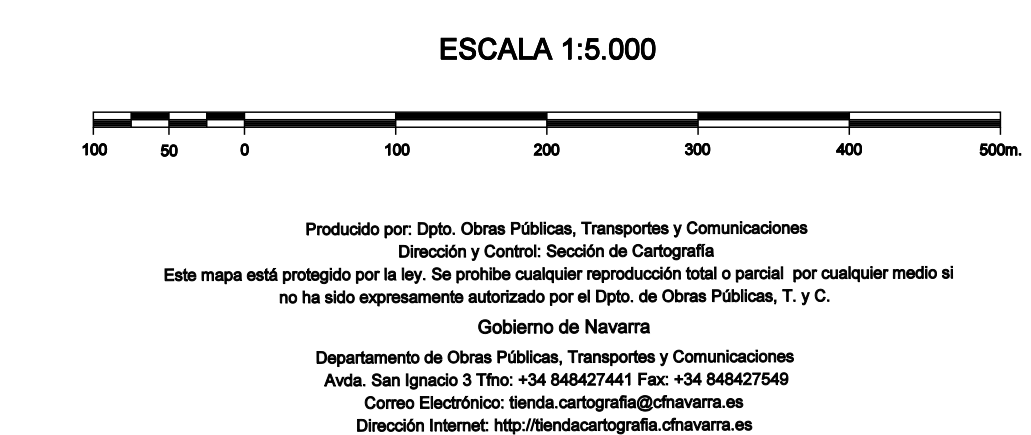 ESCALA 1:5.000
100 50 0 100 200 300 400 500m.
Producido por: Dpto. Obras Públicas, Transportes y Comunicaciones
Dirección y Control: Sección de Cartografía
Este mapa está protegido por la ley. Se prohibe cualquier reproducción total o parcial por cualquier medio si
no ha sido expresamente autorizado por el Dpto. de Obras Públicas, T. y C.
Gobierno de Navarra
Departamento de Obras Públicas, Transportes y Comunicaciones
Avda. San Ignacio 3 Tfno: +34 848427441 Fax: +34 848427549
Correo Electrónico: tienda.cartografia@cfnavarra.es
Dirección Internet: http://tiendacartografia.cfnavarra.es